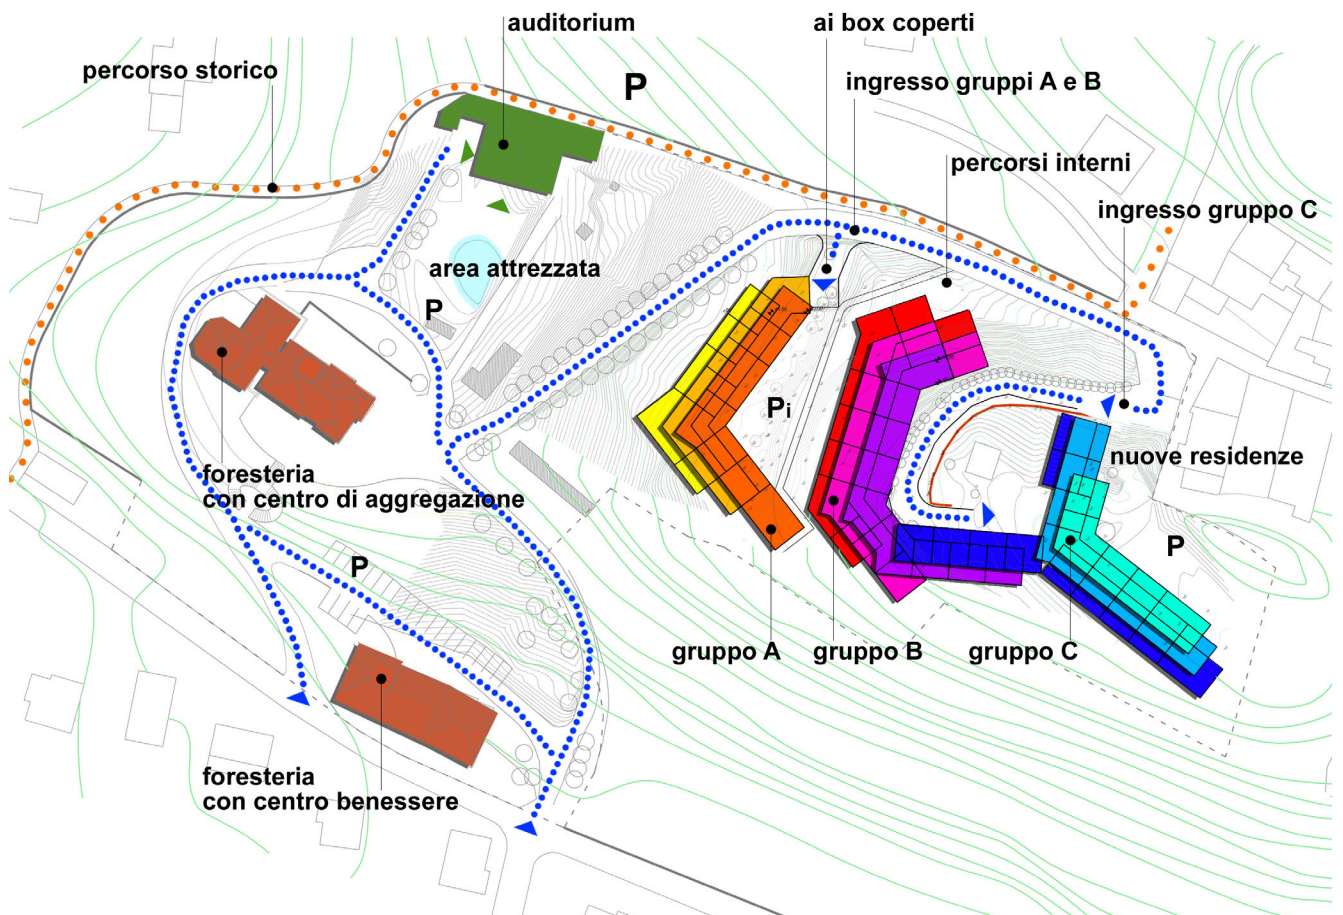 auditorium
ai box coperti
percorso storico
P
ingresso gruppi A e B
percorsi interni
ingresso gruppo C
area attrezzata
P
Pi
nuove residenze
foresteria
con centro di aggregazione
P
P
gruppo A
gruppo B
gruppo C
foresteria
con centro benessere